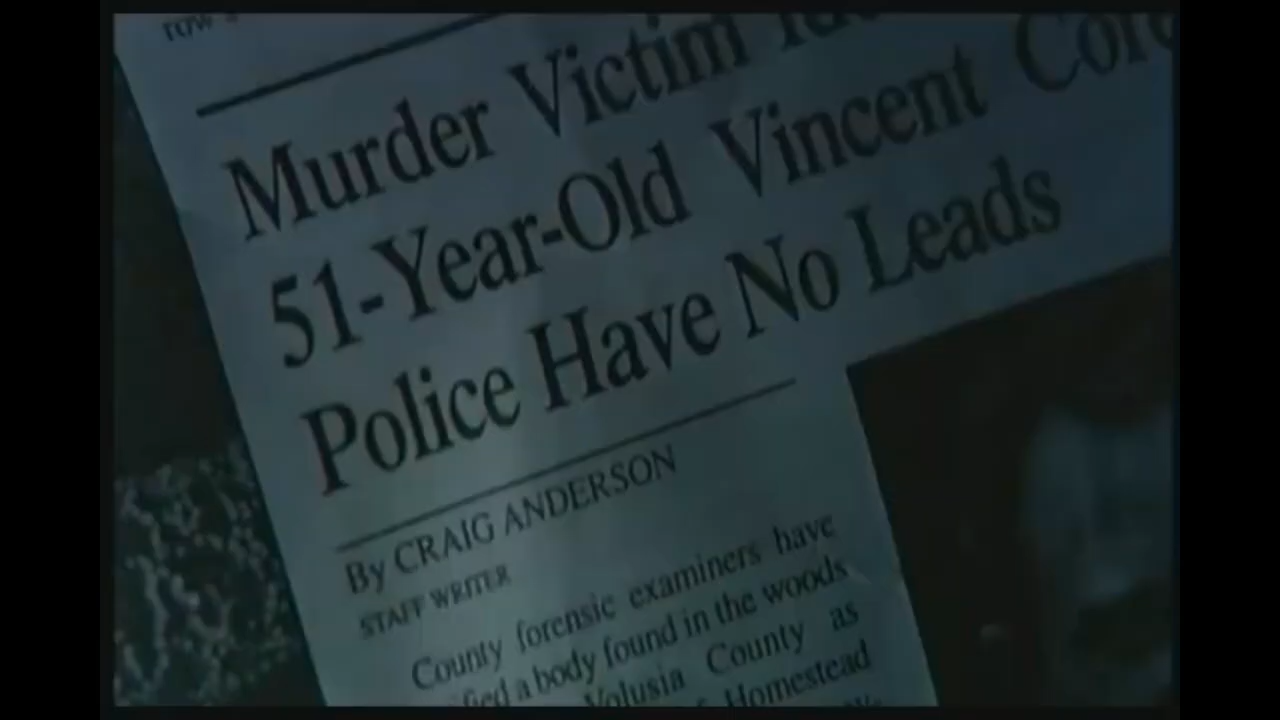 Murder Victim
51-Year-Old Vincent
Police Have No Leads
By CRAIG ANDERSON
STAFF WRITER
County forensic examiners have
a body found in the woods
Volusia County as
Homestead